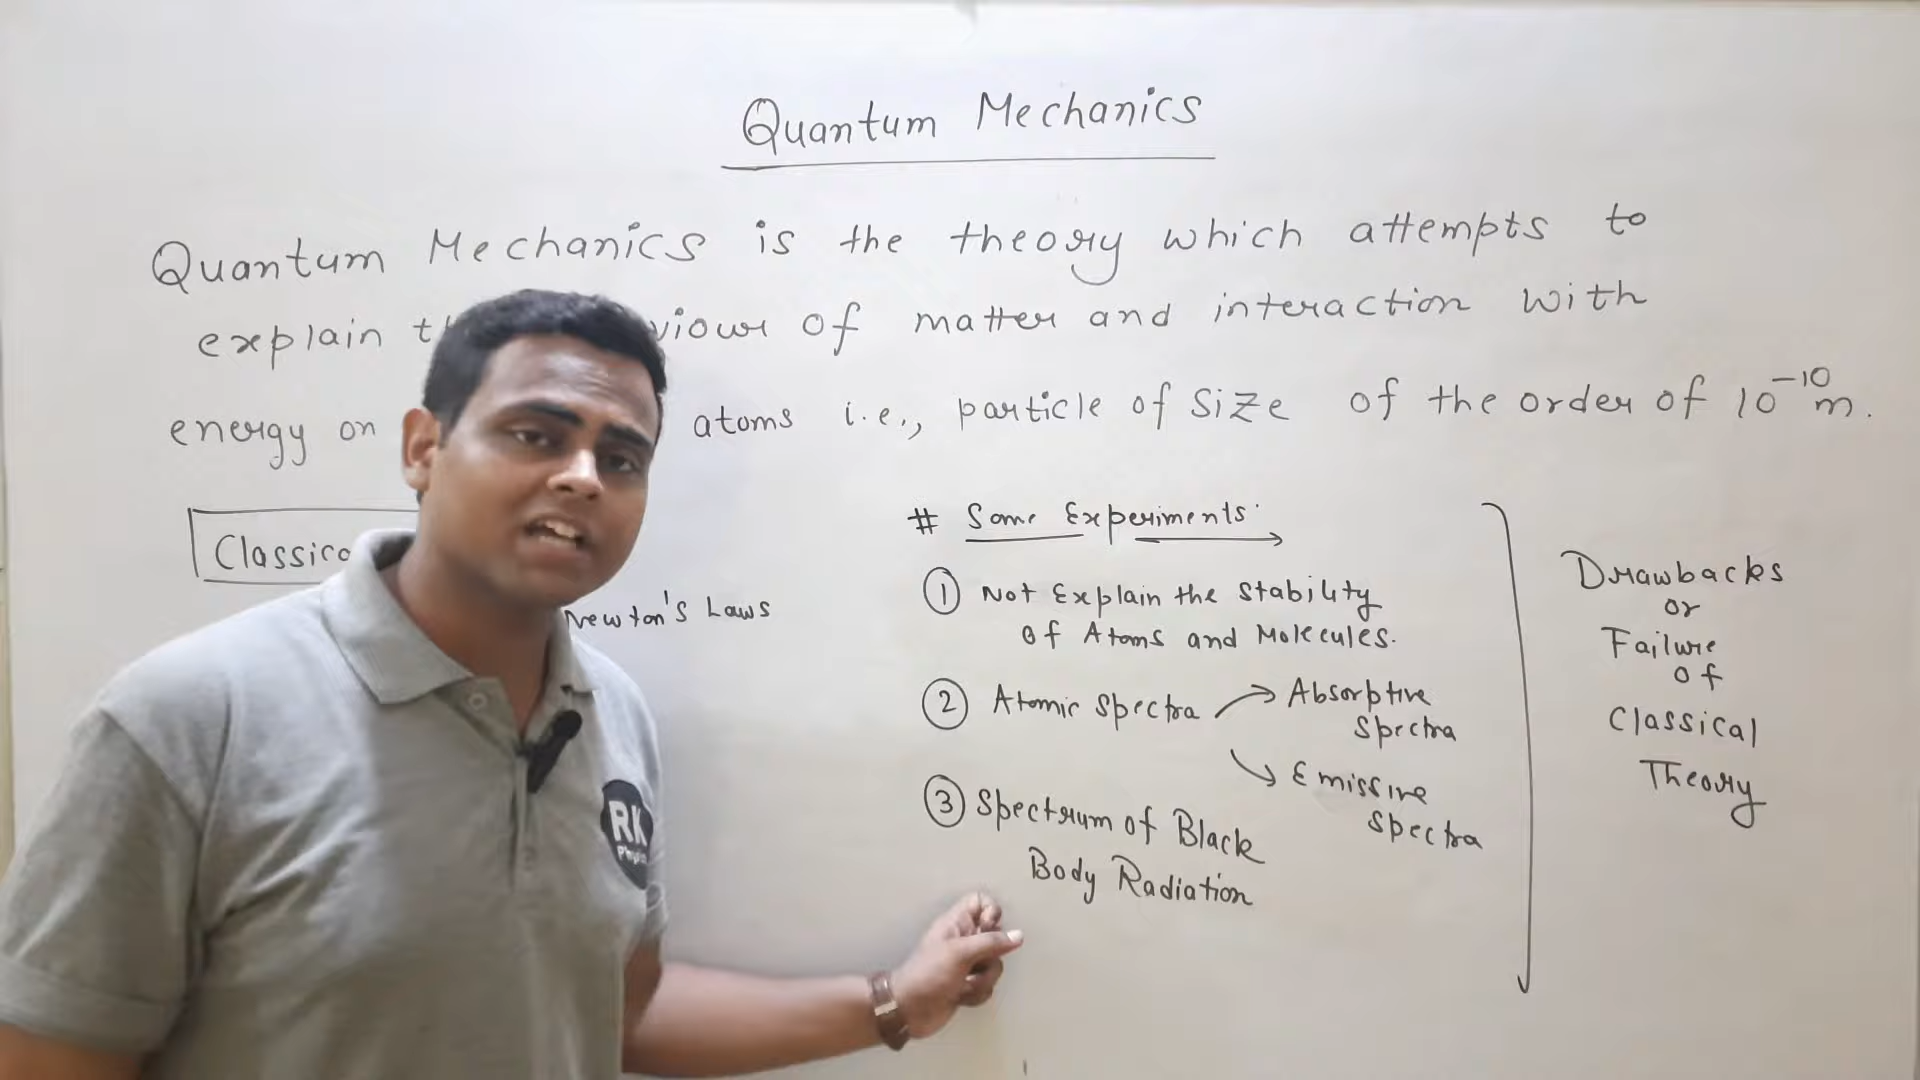 Quantum Mechanics
Quantum Mechanics is the theory which attempts to
explain of matter and interaction with
energy on atoms i.e., particle of Size of the order of 10⁻¹⁰ m.
# Some Experiments
① Not Explain the Stability
Of Atoms and Molecules.
② Atomic Spectra → Absorptive
Spectra
→ Emissive
Spectra
③ Spectrum of Black
Body Radiation
Newton's Laws
Drawbacks
or
Failure
of
Classical
Theory
RK